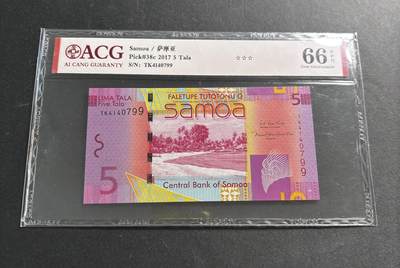 ACG
AI CANG GUARANTY
Samoa / 萨摩亚
Pick#38c 2017 5 Tala
S/N: TK4140799
☆☆☆
66
LIMA TALA
Five Tala
TK4140799
FALETUPE TUTOTONU O
samoa
5
5
Central Bank of Samoa
TK4140799